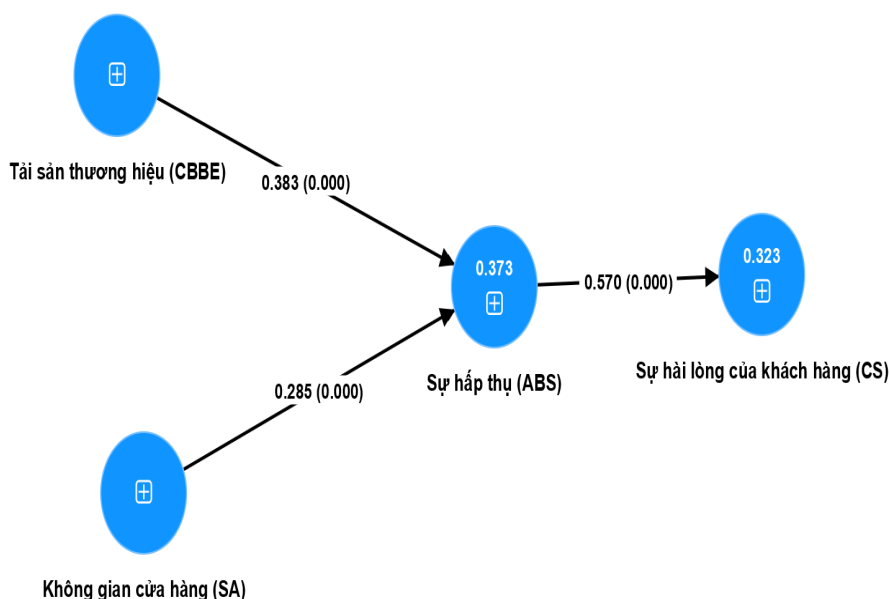 Tải sản thương hiệu (CBBE)
0.383 (0.000)
0.373
0.570 (0.000)
0.323
Sự hấp thụ (ABS)
Sự hài lòng của khách hàng (CS)
0.285 (0.000)
Không gian cửa hàng (SA)